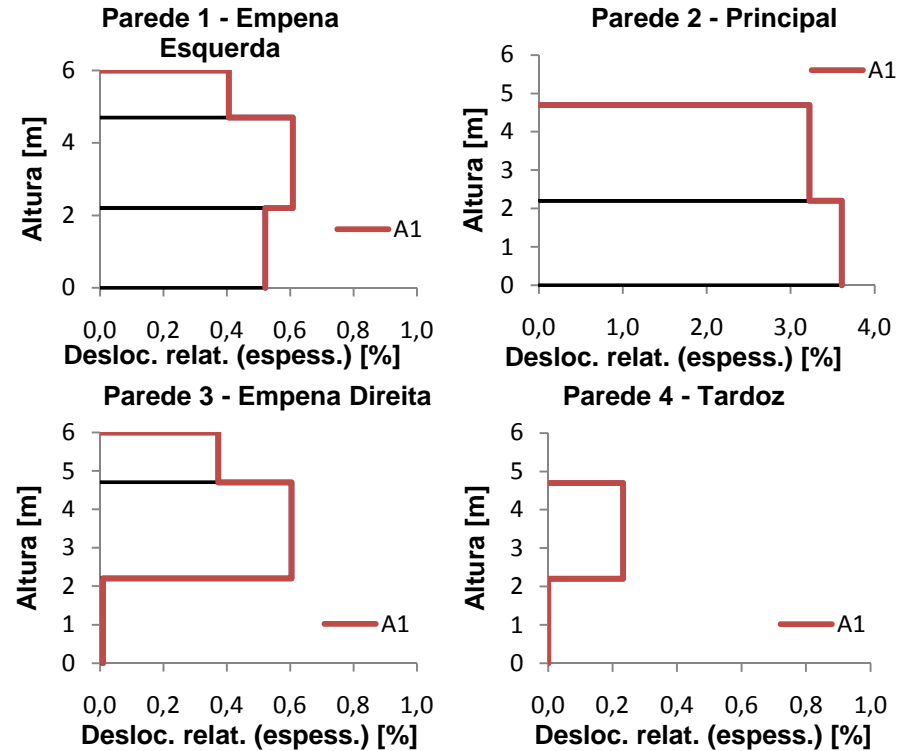 Parede 1 - Empena
Esquerda
6
4
2
0
Altura [m]
A1
0,0 0,2 0,4 0,6 0,8 1,0
Desloc. relat. (espess.) [%]
Parede 2 - Principal
6
5
4
3
2
1
0
Altura [m]
A1
0,0 1,0 2,0 3,0 4,0
Desloc. relat. (espess.) [%]
Parede 3 - Empena Direita
6
5
4
3
2
1
0
Altura [m]
A1
0,0 0,2 0,4 0,6 0,8 1,0
Desloc. relat. (espess.) [%]
Parede 4 - Tardoz
6
5
4
3
2
1
0
Altura [m]
A1
0,0 0,2 0,4 0,6 0,8 1,0
Desloc. relat. (espess.) [%]